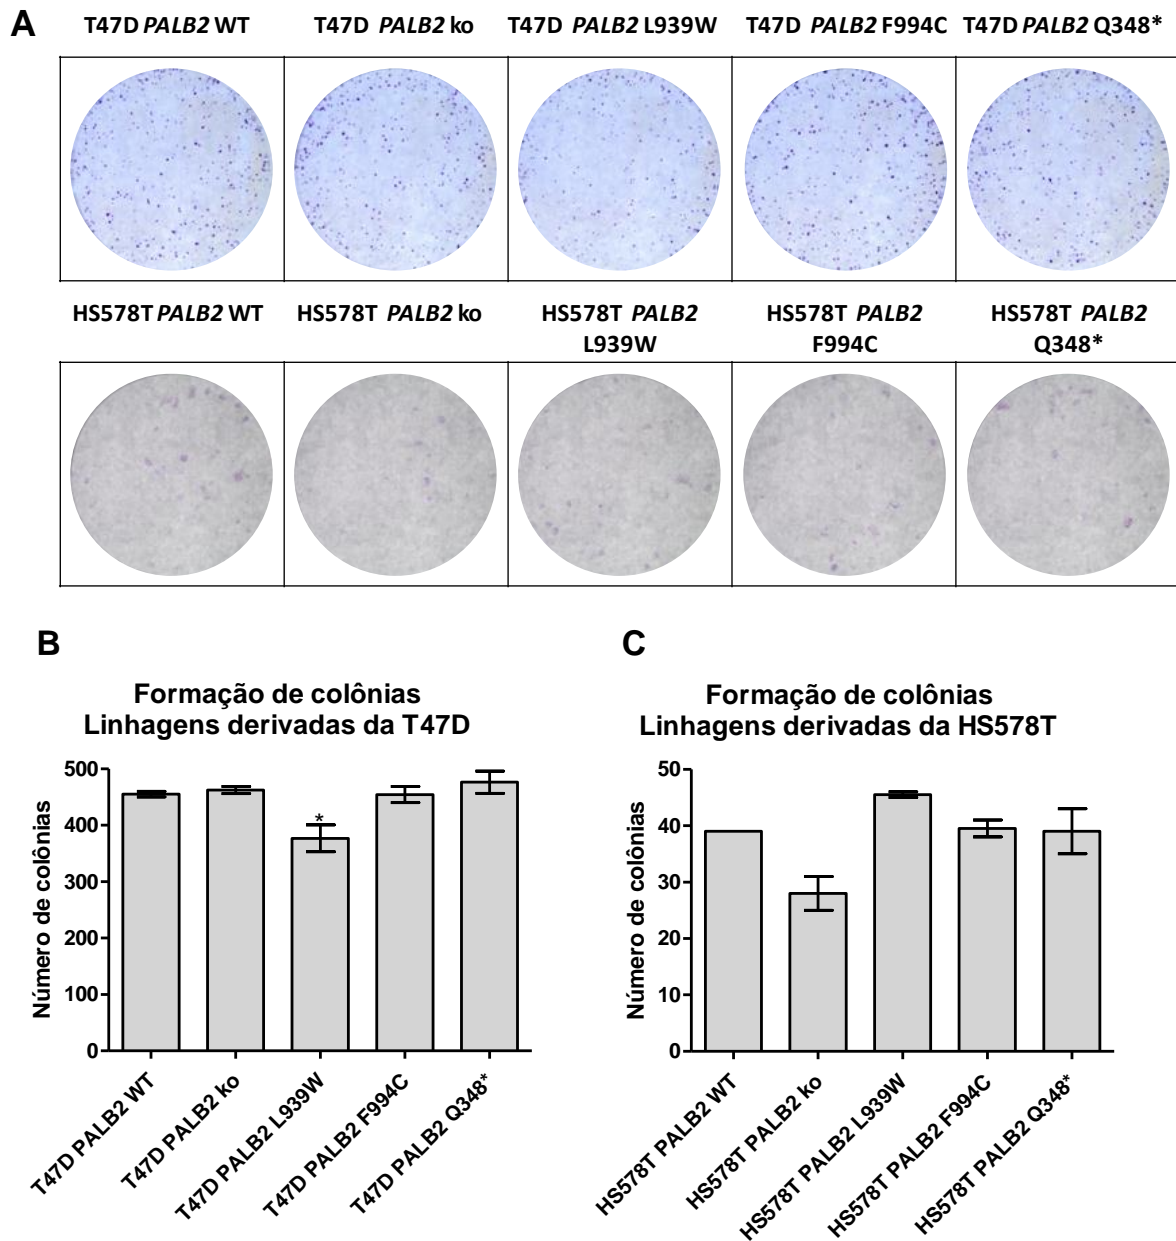 A
T47D PALB2 WT
T47D PALB2 ko
T47D PALB2 L939W
T47D PALB2 F994C
T47D PALB2 Q348*
HS578T PALB2 WT
HS578T PALB2 ko
HS578T PALB2
L939W
HS578T PALB2
F994C
HS578T PALB2
Q348*
B
Formação de colônias
Linhagens derivadas da T47D
Número de colônias
500
400
300
200
100
0
*
T47D PALB2 WT
T47D PALB2 ko
T47D PALB2 L939W
T47D PALB2 F994C
T47D PALB2 Q348*
C
Formação de colônias
Linhagens derivadas da HS578T
Número de colônias
50
40
30
20
10
0
HS578T PALB2 WT
HS578T PALB2 ko
HS578T PALB2 L939W
HS578T PALB2 F994C
HS578T PALB2 Q348*